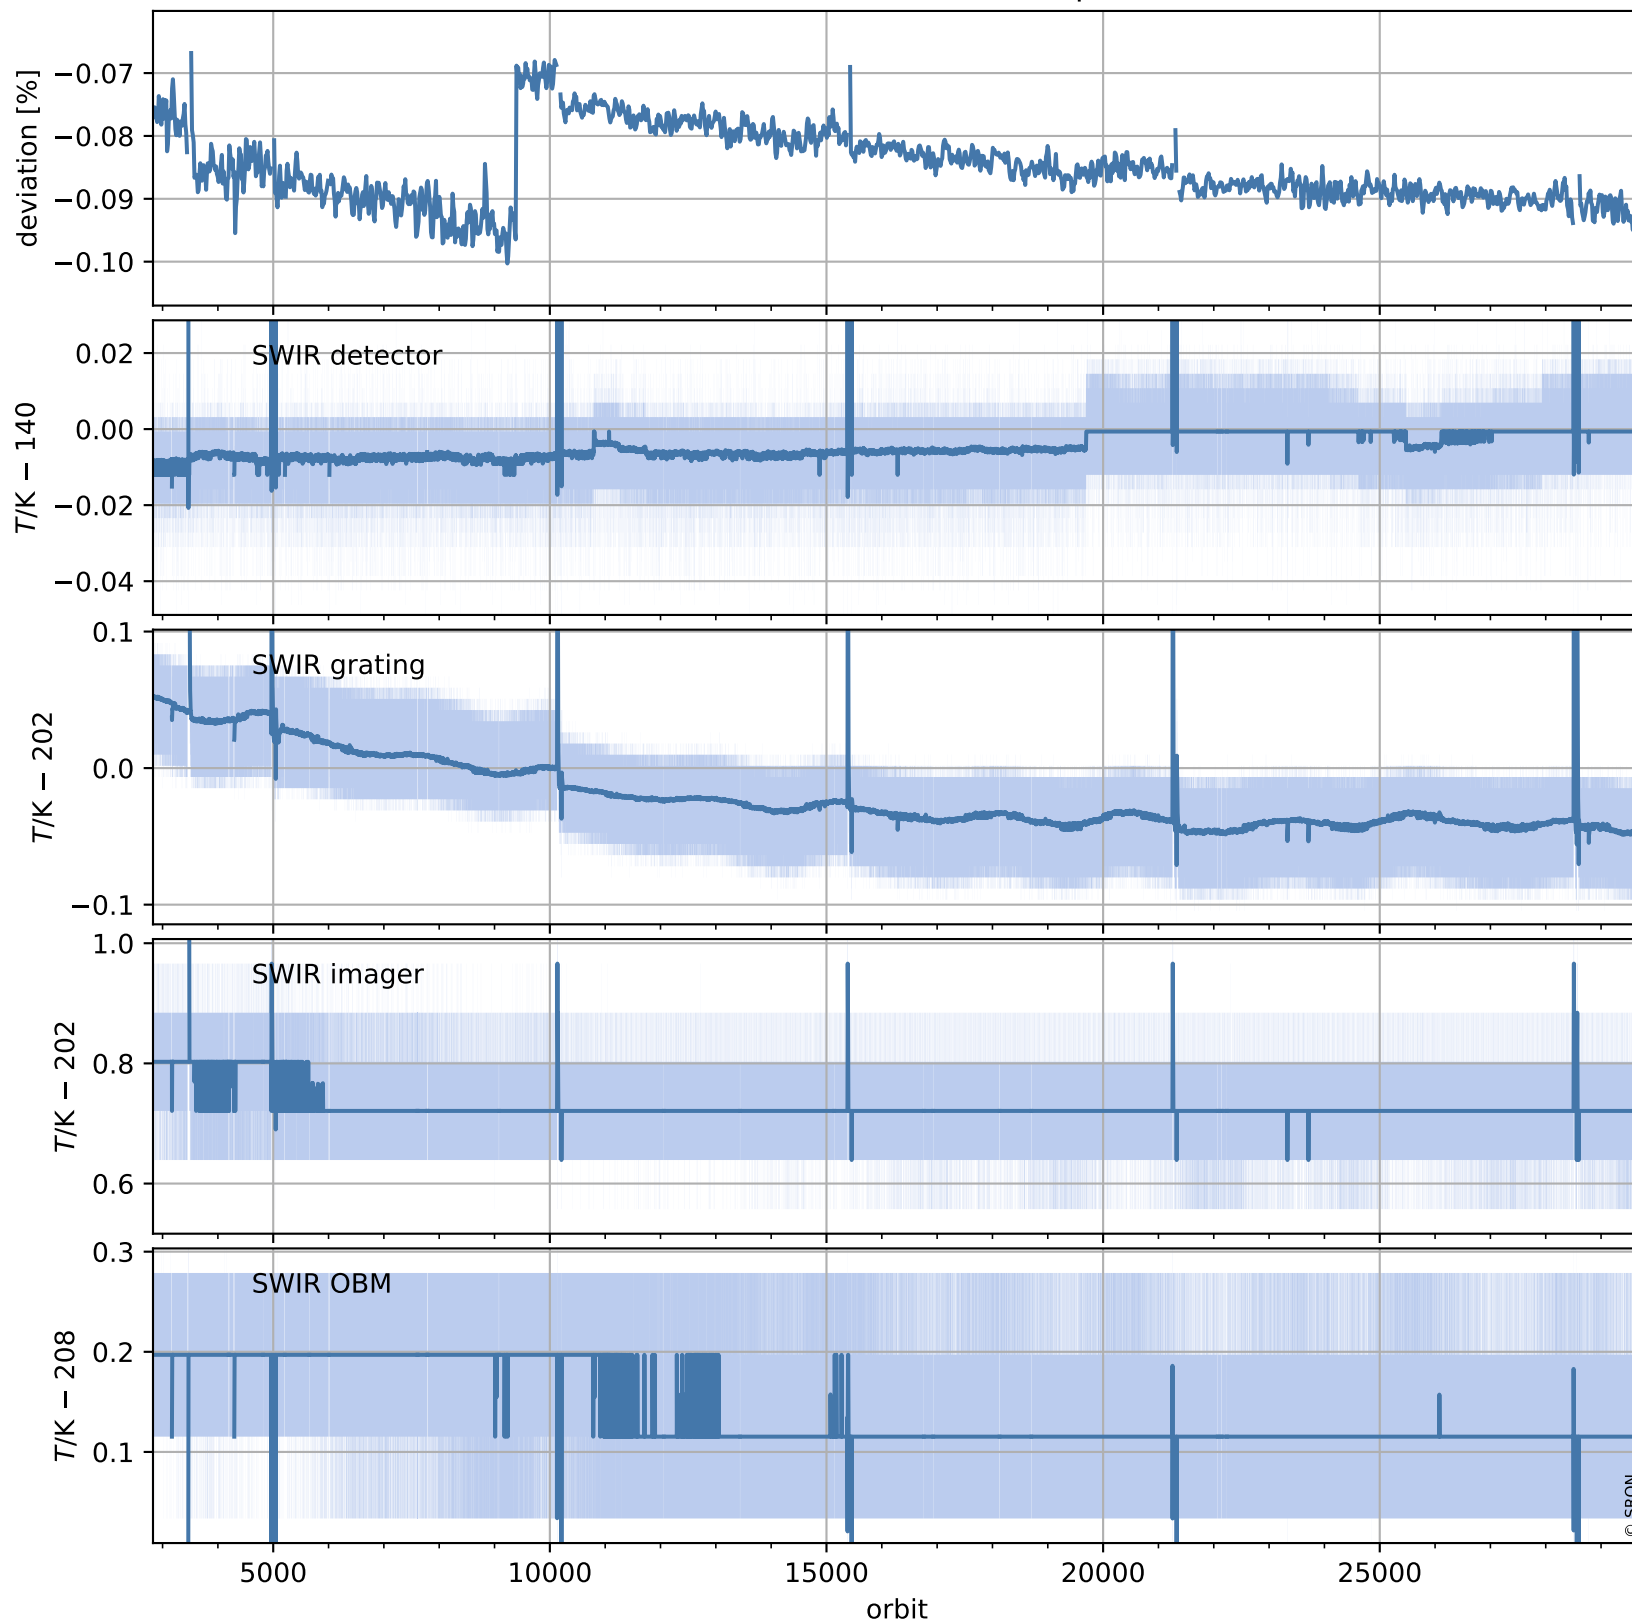 deviation [%]
−0.07
−0.08
−0.09
−0.10
T/K − 140
0.02
0.00
−0.02
−0.04
SWIR detector
T/K − 202
0.1
0.0
−0.1
SWIR grating
T/K − 202
1.0
0.8
0.6
SWIR imager
T/K − 208
0.3
0.2
0.1
SWIR OBM
© SRON
5000 10000 15000 20000 25000
orbit